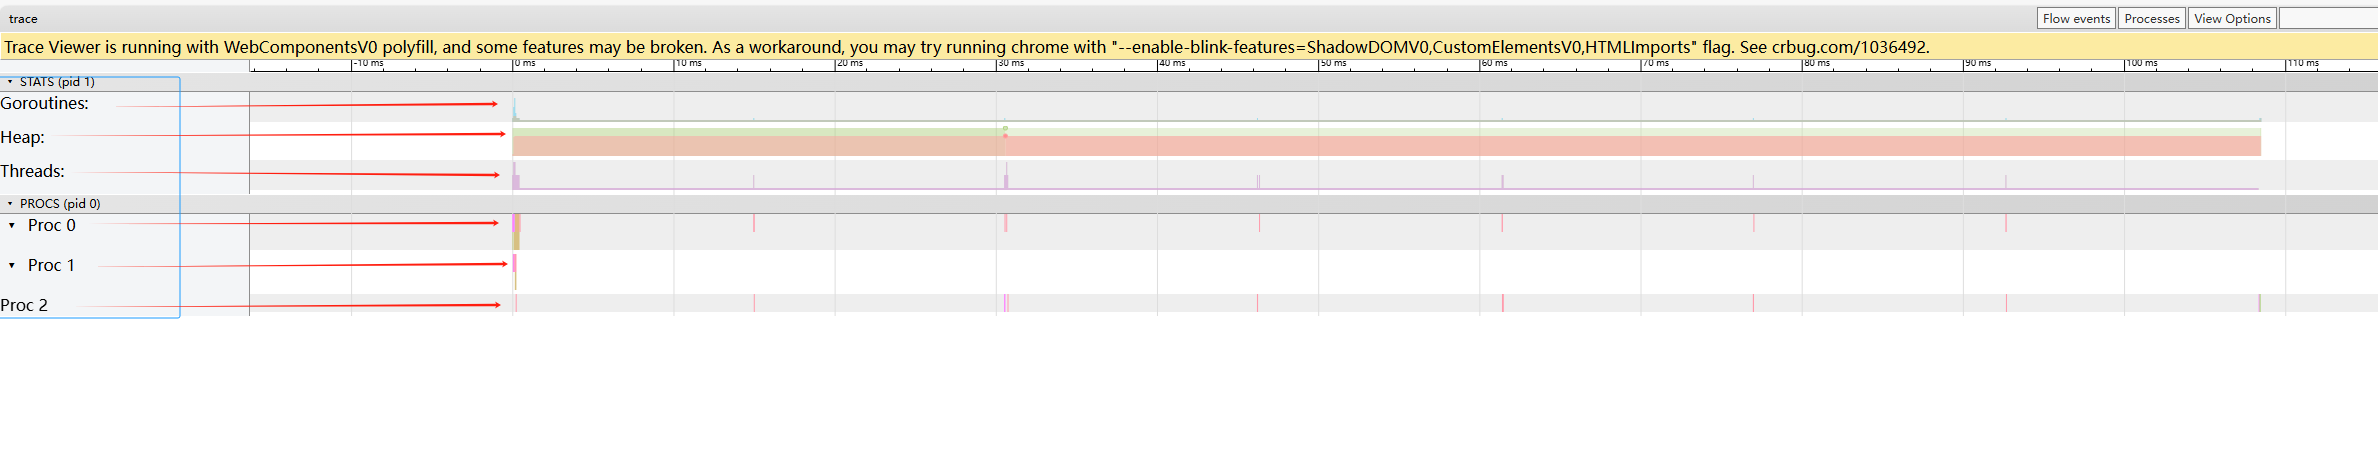 trace
Flow events Processes View Options
Trace Viewer is running with WebComponentsV0 polyfill, and some features may be broken. As a workaround, you may try running chrome with "--enable-blink-features=ShadowDOMV0,CustomElementsV0,HTMLImports" flag. See crbug.com/1036492.
-10 ms 0 ms 10 ms 20 ms 30 ms 40 ms 50 ms 60 ms 70 ms 80 ms 90 ms 100 ms 110 ms
STATS (pid 1)
Goroutines:
Heap:
Threads:
PROCS (pid 0)
Proc 0
Proc 1
Proc 2